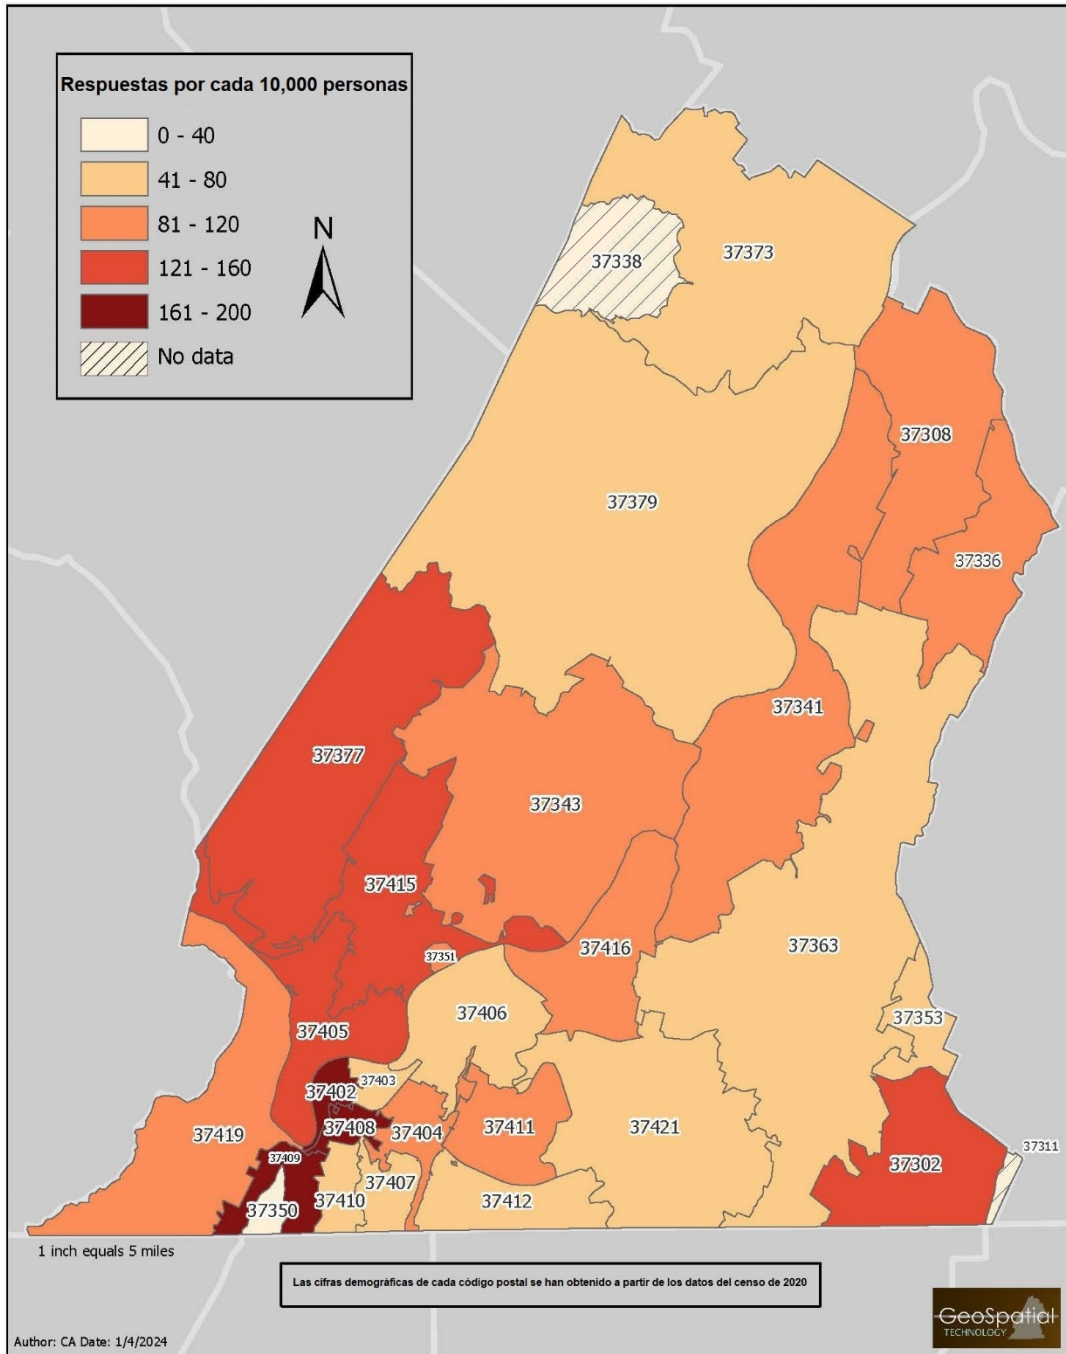 Respuestas por cada 10,000 personas
0 - 40
41 - 80
81 - 120
121 - 160
161 - 200
No data
N
37338
37373
37308
37379
37336
37341
37377
37343
37415
37416
37363
37351
37406
37353
37405
37403
37402
37408
37404
37411
37421
37419
37409
37302
37311
37407
37350
37410
37412
1 inch equals 5 miles
Las cifras demográficas de cada código postal se han obtenido a partir de los datos del censo de 2020
GeoSpatial
TECHNOLOGY
Author: CA Date: 1/4/2024